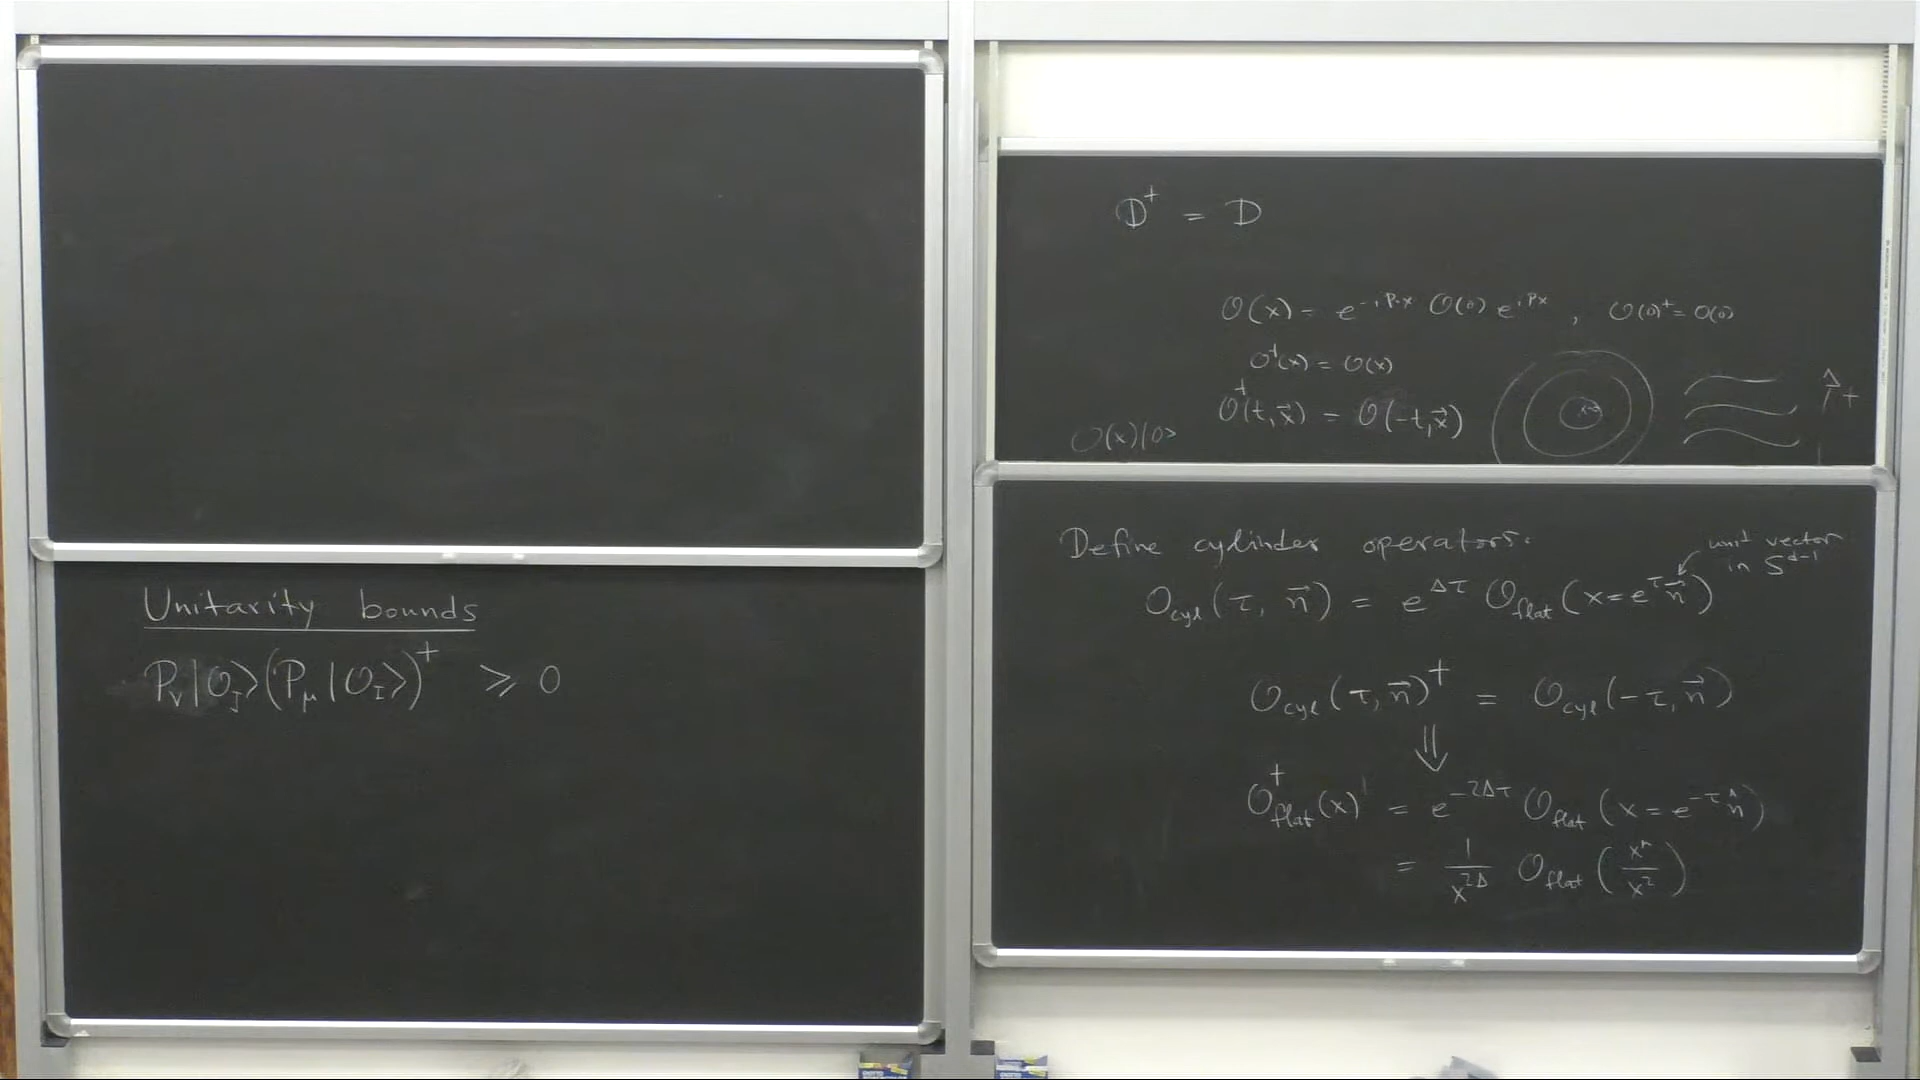 Unitarity bounds
P_ν|O_J⟩(P_μ|O_I⟩)† ⩾ 0
D† = D
O(x) = e^{-iP·x} O(0) e^{iPx} , O(0)† = O(0)
O†(x) = O(x)
O†(t, x⃗) = O(-t, x⃗)
O(x)|0⟩
Define cylinder operators.
unit vector
in S^{d-1}
O_cyl(τ, n⃗) = e^{Δτ} O_flat(x = e^τ n⃗)
O_cyl(τ, n⃗)† = O_cyl(-τ, n⃗)
⇓
O†_flat(x) = e^{-2Δτ} O_flat(x = e^{-τ} n̂)
= 1/x^{2Δ} O_flat(x^μ/x²)